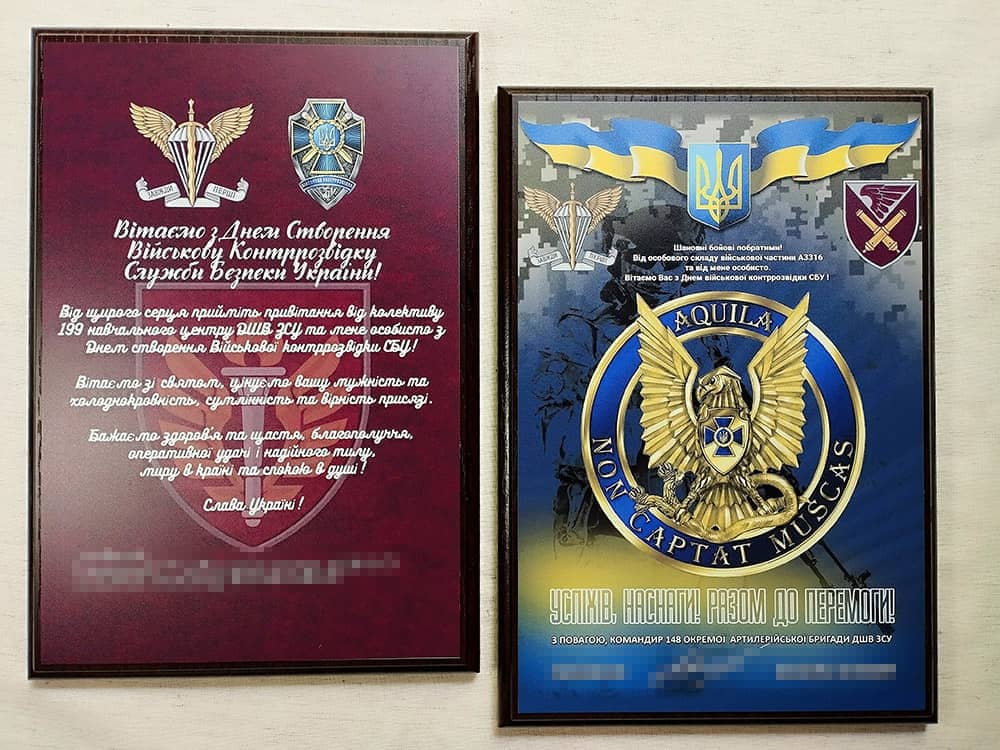 ЗАВЖДИ ПЕРШІ
Вітаємо з Днем Створення
Військову Контррозвідку
Служби Безпеки України!
Від щирого серця прийміть привітання від колективу
199 навчального центру ДШВ ЗСУ та мене особисто з
Днем створення Військової контррозвідки СБУ!
Вітаємо зі святом, цінуємо вашу мужність та
холоднокровність, сумлінність та вірність присязі.
Бажаємо здоров'я та щастя, благополуччя,
оперативної удачі і надійного тилу,
миру в країні та спокою в душі!
Слава Україні!
ЗАВЖДИ ПЕРШІ
Шановні бойові побратими!
Від особового складу військової частини А3316
та від мене особисто.
Вітаємо Вас з Днем військової контррозвідки СБУ !
AQUILA
NON CAPTAT MUSCAS
УСПІХІВ, НАСНАГИ! РАЗОМ ДО ПЕРЕМОГИ!
З ПОВАГОЮ, КОМАНДИР 148 ОКРЕМОЇ АРТИЛЕРІЙСЬКОЇ БРИГАДИ ДШВ ЗСУ